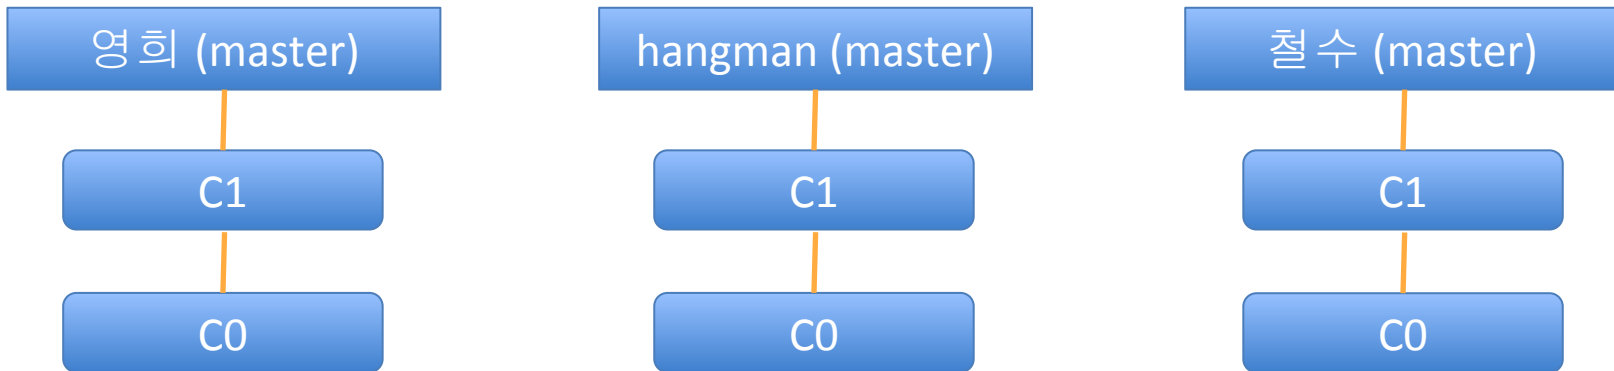 영희 (master)
hangman (master)
철수 (master)
C1
C1
C1
C0
C0
C0